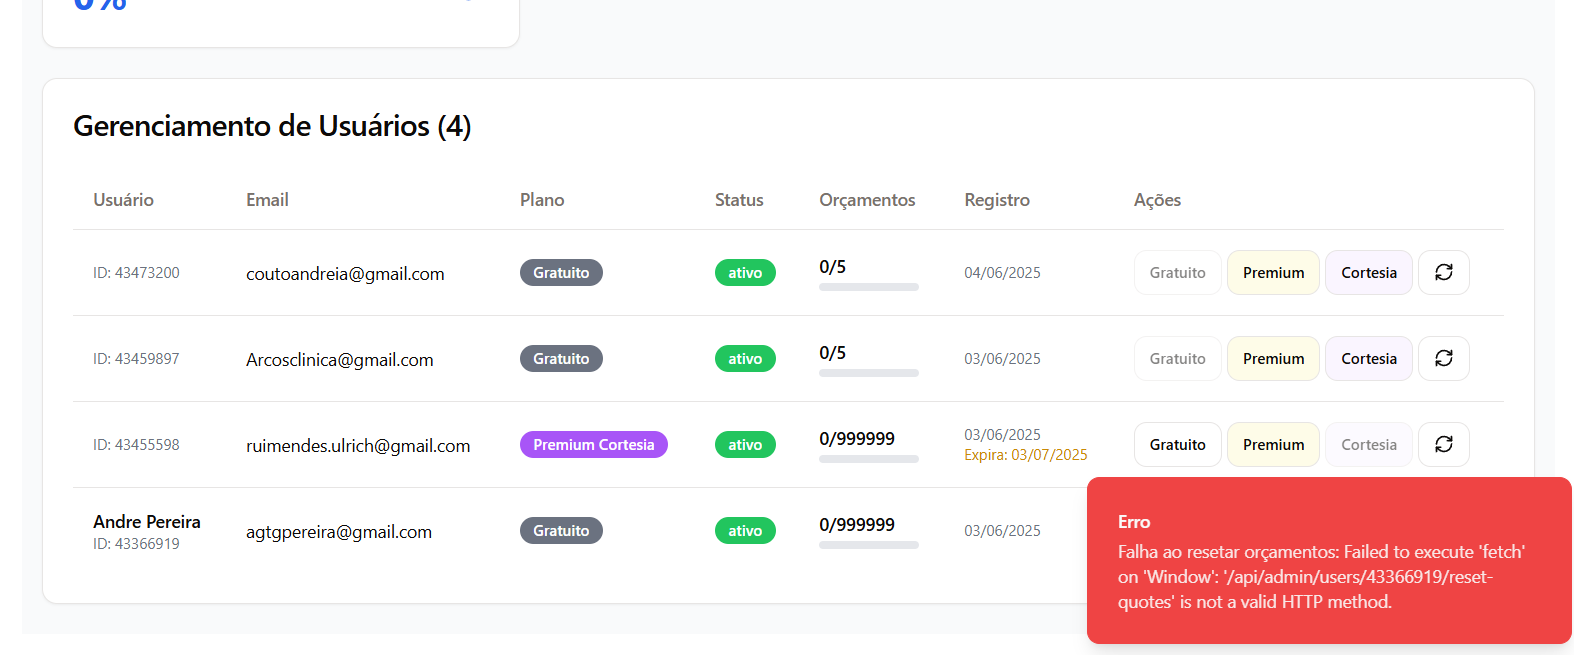 0%
Gerenciamento de Usuários (4)
Usuário Email Plano Status Orçamentos Registro Ações
ID: 43473200 coutoandreia@gmail.com Gratuito ativo 0/5 04/06/2025 Gratuito Premium Cortesia
ID: 43459897 Arcosclinica@gmail.com Gratuito ativo 0/5 03/06/2025 Gratuito Premium Cortesia
ID: 43455598 ruimendes.ulrich@gmail.com Premium Cortesia ativo 0/999999 03/06/2025 Gratuito Premium Cortesia
Expira: 03/07/2025
Andre Pereira agtgpereira@gmail.com Gratuito ativo 0/999999 03/06/2025
ID: 43366919
Erro
Falha ao resetar orçamentos: Failed to execute 'fetch'
on 'Window': '/api/admin/users/43366919/reset-
quotes' is not a valid HTTP method.